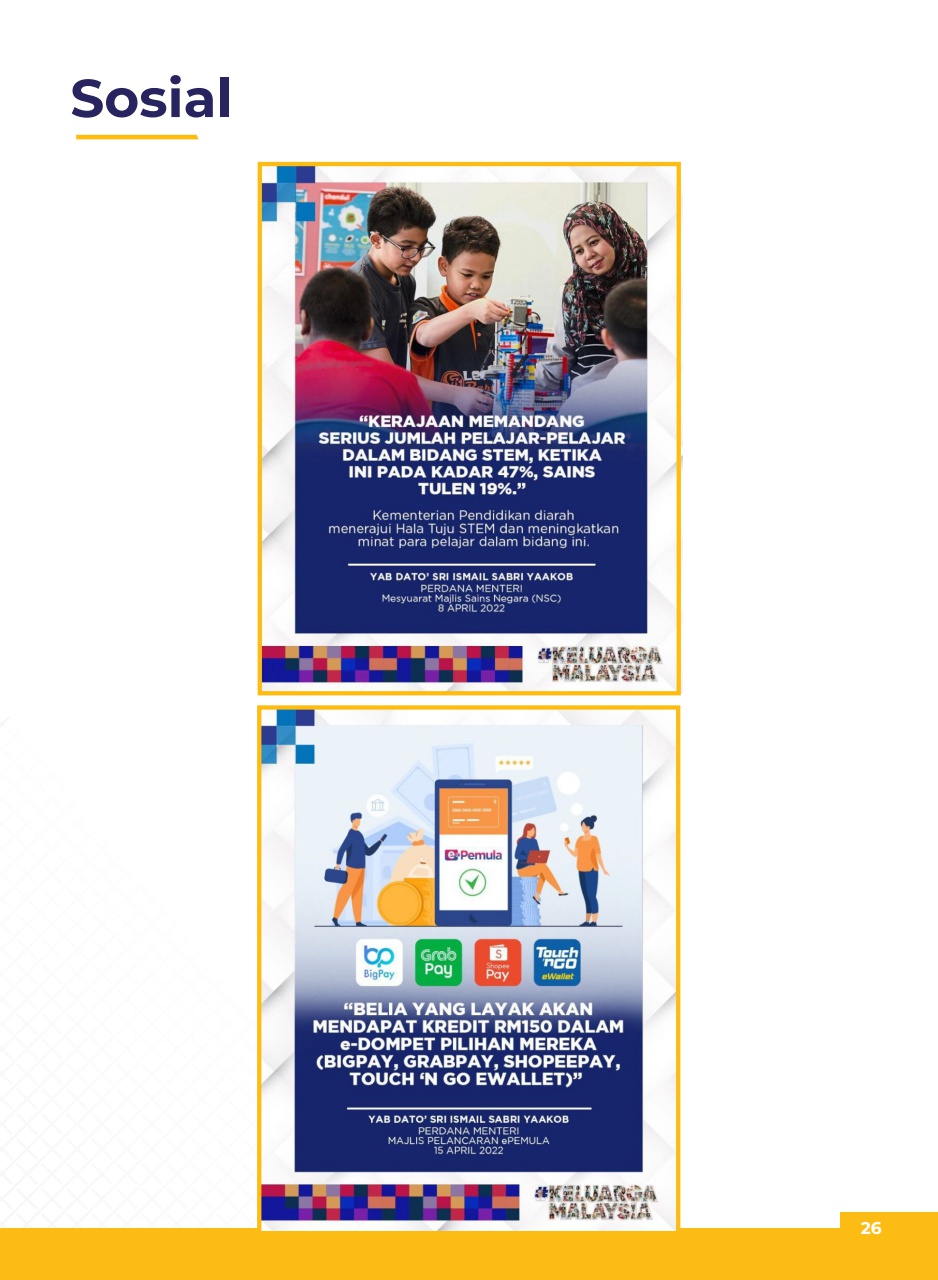 Sosial
“KERAJAAN MEMANDANG
SERIUS JUMLAH PELAJAR-PELAJAR
DALAM BIDANG STEM, KETIKA
INI PADA KADAR 47%, SAINS
TULEN 19%.”
Kementerian Pendidikan diarah
menerajui Hala Tuju STEM dan meningkatkan
minat para pelajar dalam bidang ini.
YAB DATO’ SRI ISMAIL SABRI YAAKOB
PERDANA MENTERI
Mesyuarat Majlis Sains Negara (NSC)
8 APRIL 2022
#KELUARGA
MALAYSIA
e-Pemula
bp
BigPay
Grab
Pay
S
Shopee
Pay
Touch
'nGO
eWallet
“BELIA YANG LAYAK AKAN
MENDAPAT KREDIT RM150 DALAM
e-DOMPET PILIHAN MEREKA
(BIGPAY, GRABPAY, SHOPEEPAY,
TOUCH ‘N GO EWALLET)”
YAB DATO’ SRI ISMAIL SABRI YAAKOB
PERDANA MENTERI
MAJLIS PELANCARAN ePEMULA
15 APRIL 2022
#KELUARGA
MALAYSIA
26